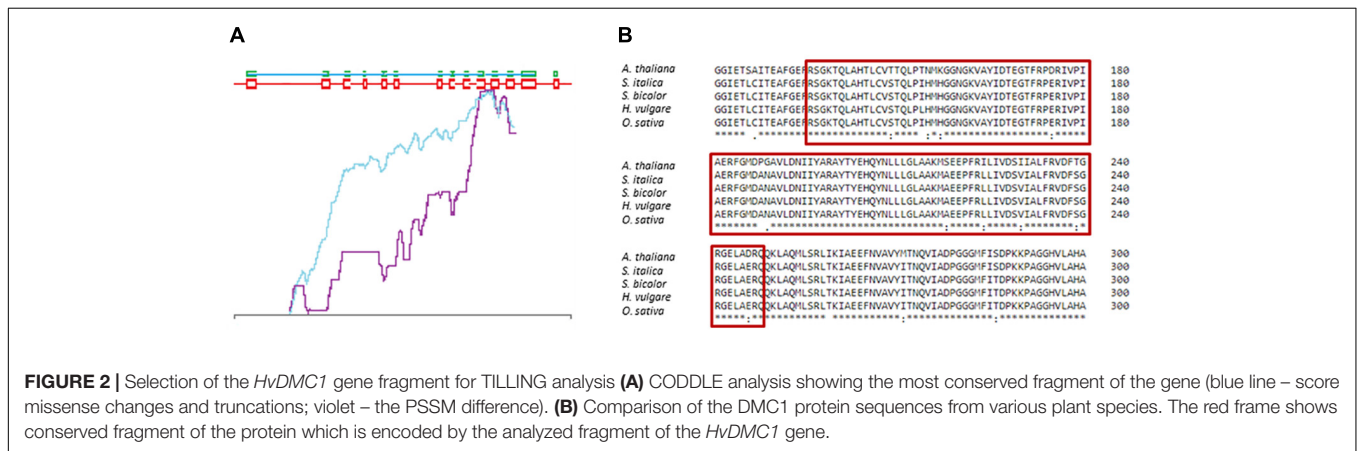 A
B
A. thaliana GGIETSAITEAFGEFRSGKTQLAHTLCVTTQLPTNMKGGNGKVAYIDTEGTFRPDRIVPI 180
S. italica GGIETLCITEAFGEFRSGKTQLAHTLCVSTQLPIHMHGGNGKVAYIDTEGTFRPERIVPI 180
S. bicolor GGIETLCITEAFGEFRSGKTQLAHTLCVSTQLPIHMHGGNGKVAYIDTEGTFRPERIVPI 180
H. vulgare GGIETLCITEAFGEFRSGKTQLAHTLCVSTQLPIHMHGGNGKVAYIDTEGTFRPERIVPI 180
O. sativa GGIETLCITEAFGEFRSGKTQLAHTLCVSTQLPIHMHGGNGKVAYIDTEGTFRPERIVPI 180
A. thaliana AERFGMDPGAVLDNIIYARAYTYEHQYNLLLGLAAKMSEEPFRILIVDSIIALFRVDFTG 240
S. italica AERFGMDANAVLDNIIYARAYTYEHQYNLLLGLAAKMAEEPFRLLIVDSVIALFRVDFSG 240
S. bicolor AERFGMDANAVLDNIIYARAYTYEHQYNLLLGLAAKMAEEPFRLLIVDSVIALFRVDFSG 240
H. vulgare AERFGMDANAVLDNIIYARAYTYEHQYNLLLGLAAKMAEEPFRLLIVDSVIALFRVDFSG 240
O. sativa AERFGMDANAVLDNIIYARAYTYEHQYNLLLGLAAKMAEEPFRLLIVDSVIALFRVDFSG 240
A. thaliana RGELADRQQKLAQMLSRLIKIAEEFNVAVYMTNQVIADPGGGMFISDPKKPAGGHVLAHA 300
S. italica RGELAERQQKLAQMLSRLTKIAEEFNVAVYITNQVIADPGGGMFITDPKKPAGGHVLAHA 300
S. bicolor RGELAERQQKLAQMLSRLTKIAEEFNVAVYITNQVIADPGGGMFITDPKKPAGGHVLAHA 300
H. vulgare RGELAERQQKLAQMLSRLTKIAEEFNVAVYITNQVIADPGGGMFITDPKKPAGGHVLAHA 300
O. sativa RGELAERQQKLAQMLSRLTKIAEEFNVAVYITNQVIADPGGGMFITDPKKPAGGHVLAHA 300
FIGURE 2 | Selection of the HvDMC1 gene fragment for TILLING analysis (A) CODDLE analysis showing the most conserved fragment of the gene (blue line – score
missense changes and truncations; violet – the PSSM difference). (B) Comparison of the DMC1 protein sequences from various plant species. The red frame shows
conserved fragment of the protein which is encoded by the analyzed fragment of the HvDMC1 gene.